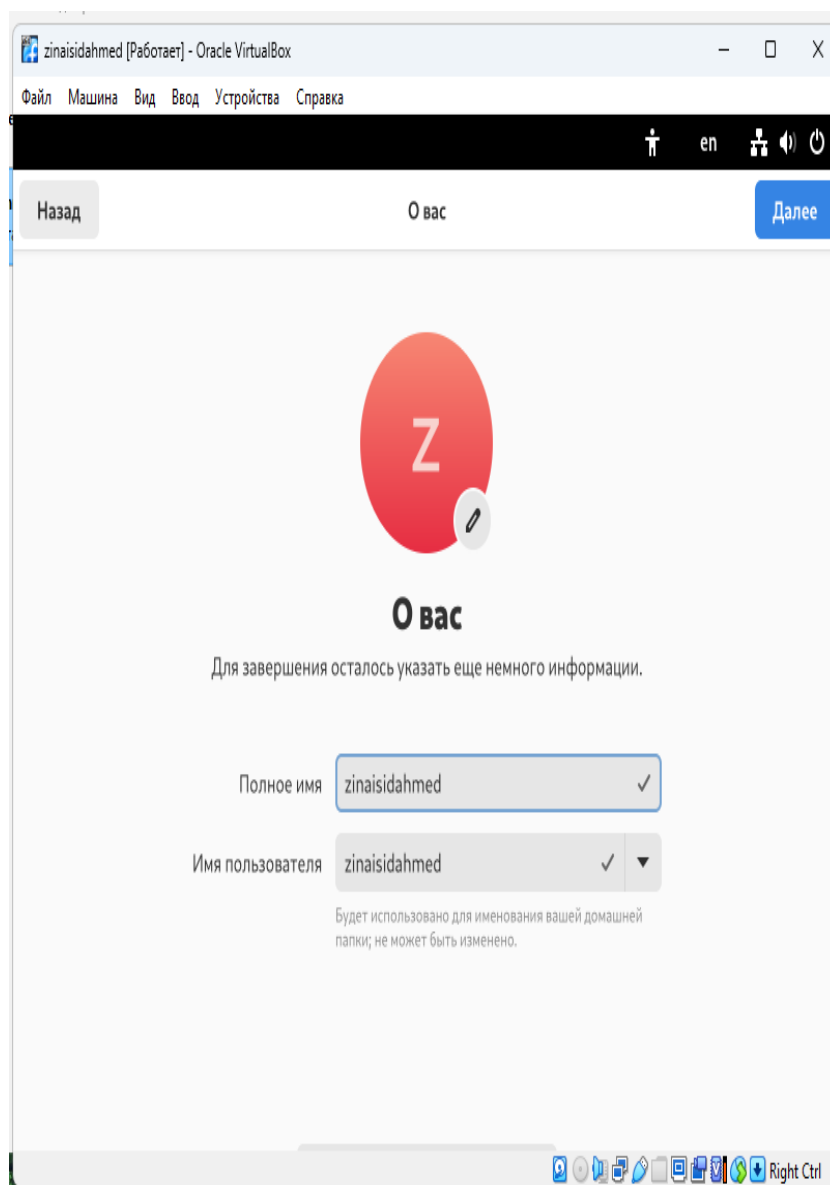 zinaisidahmed [Работает] - Oracle VirtualBox
Файл Машина Вид Ввод Устройства Справка
en
Назад О вас Далее
Z
О вас
Для завершения осталось указать еще немного информации.
Полное имя zinaisidahmed
Имя пользователя zinaisidahmed
Будет использовано для именования вашей домашней
папки; не может быть изменено.
Right Ctrl